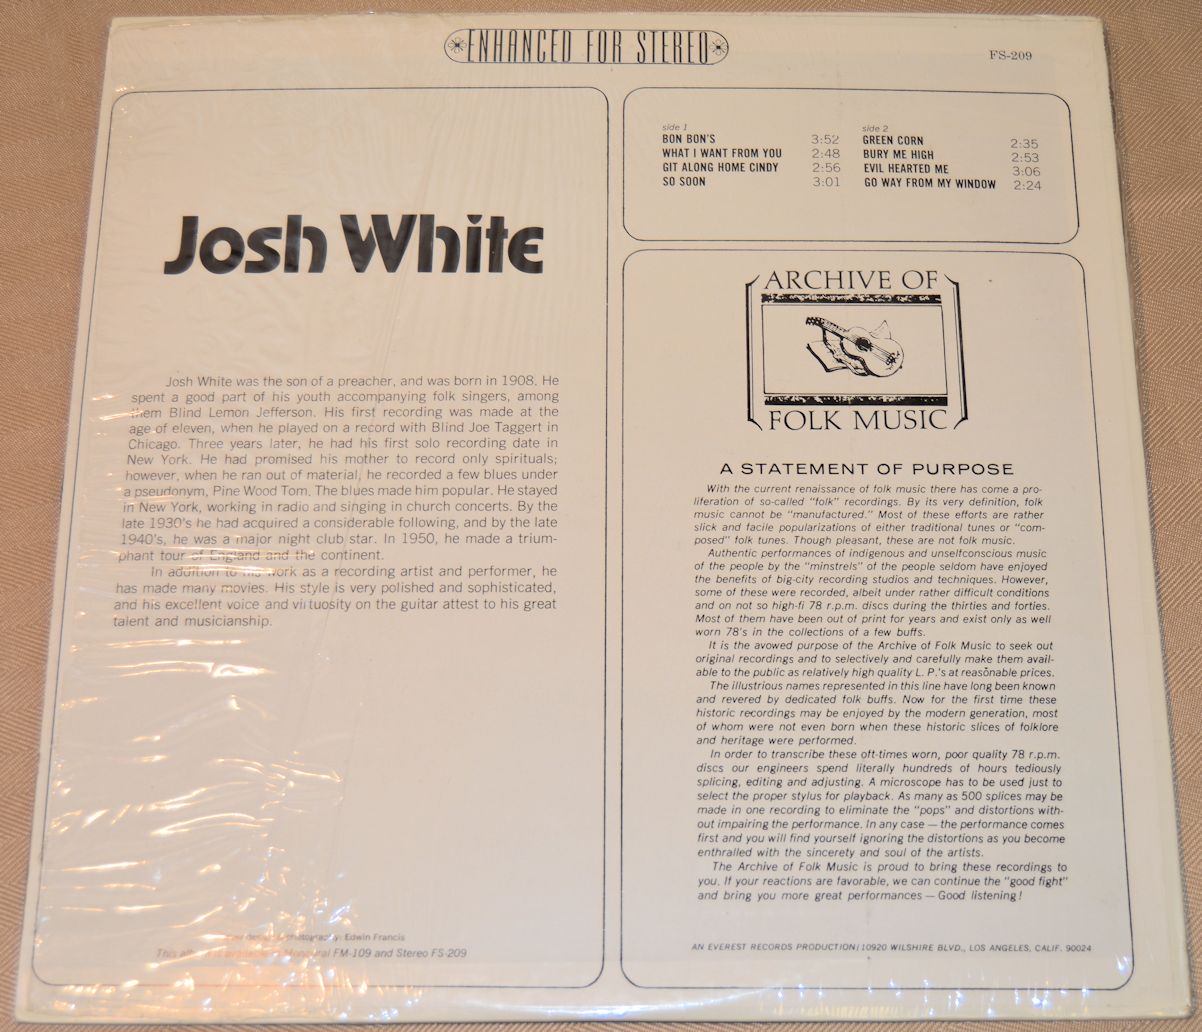 ENHANCED FOR STEREO
FS-209
Josh White
Josh White was the son of a preacher, and was born in 1908. He
spent a good part of his youth accompanying folk singers, among
them Blind Lemon Jefferson. His first recording was made at the
age of eleven, when he played on a record with Blind Joe Taggert in
Chicago. Three years later, he had his first solo recording date in
New York. He had promised his mother to record only spirituals;
however, when he ran out of material, he recorded a few blues under
a pseudonym, Pine Wood Tom. The blues made him popular. He stayed
in New York, working in radio and singing in church concerts. By the
late 1930's he had acquired a considerable following, and by the late
1940's, he was a major night club star. In 1950, he made a trium-
phant tour of England and the continent.
In addition to his work as a recording artist and performer, he
has made many movies. His style is very polished and sophisticated,
and his excellent voice and virtuosity on the guitar attest to his great
talent and musicianship.
photography: Edwin Francis
This album is available in Monaural FM-109 and Stereo FS-209
side 1
BON BON'S 3:52
WHAT I WANT FROM YOU 2:48
GIT ALONG HOME CINDY 2:56
SO SOON 3:01
side 2
GREEN CORN 2:35
BURY ME HIGH 2:53
EVIL HEARTED ME 3:06
GO WAY FROM MY WINDOW 2:24
ARCHIVE OF
FOLK MUSIC
A STATEMENT OF PURPOSE
With the current renaissance of folk music there has come a pro-
liferation of so-called "folk" recordings. By its very definition, folk
music cannot be "manufactured." Most of these efforts are rather
slick and facile popularizations of either traditional tunes or "com-
posed" folk tunes. Though pleasant, these are not folk music.
Authentic performances of indigenous and unselfconscious music
of the people by the "minstrels" of the people seldom have enjoyed
the benefits of big-city recording studios and techniques. However,
some of these were recorded, albeit under rather difficult conditions
and on not so high-fi 78 r.p.m. discs during the thirties and forties.
Most of them have been out of print for years and exist only as well
worn 78's in the collections of a few buffs.
It is the avowed purpose of the Archive of Folk Music to seek out
original recordings and to selectively and carefully make them avail-
able to the public as relatively high quality L. P.'s at reasonable prices.
The illustrious names represented in this line have long been known
and revered by dedicated folk buffs. Now for the first time these
historic recordings may be enjoyed by the modern generation, most
of whom were not even born when these historic slices of folklore
and heritage were performed.
In order to transcribe these oft-times worn, poor quality 78 r.p.m.
discs our engineers spend literally hundreds of hours tediously
splicing, editing and adjusting. A microscope has to be used just to
select the proper stylus for playback. As many as 500 splices may be
made in one recording to eliminate the "pops" and distortions with-
out impairing the performance. In any case — the performance comes
first and you will find yourself ignoring the distortions as you become
enthralled with the sincerety and soul of the artists.
The Archive of Folk Music is proud to bring these recordings to
you. If your reactions are favorable, we can continue the "good fight"
and bring you more great performances — Good listening!
AN EVEREST RECORDS PRODUCTION/10920 WILSHIRE BLVD., LOS ANGELES, CALIF. 90024